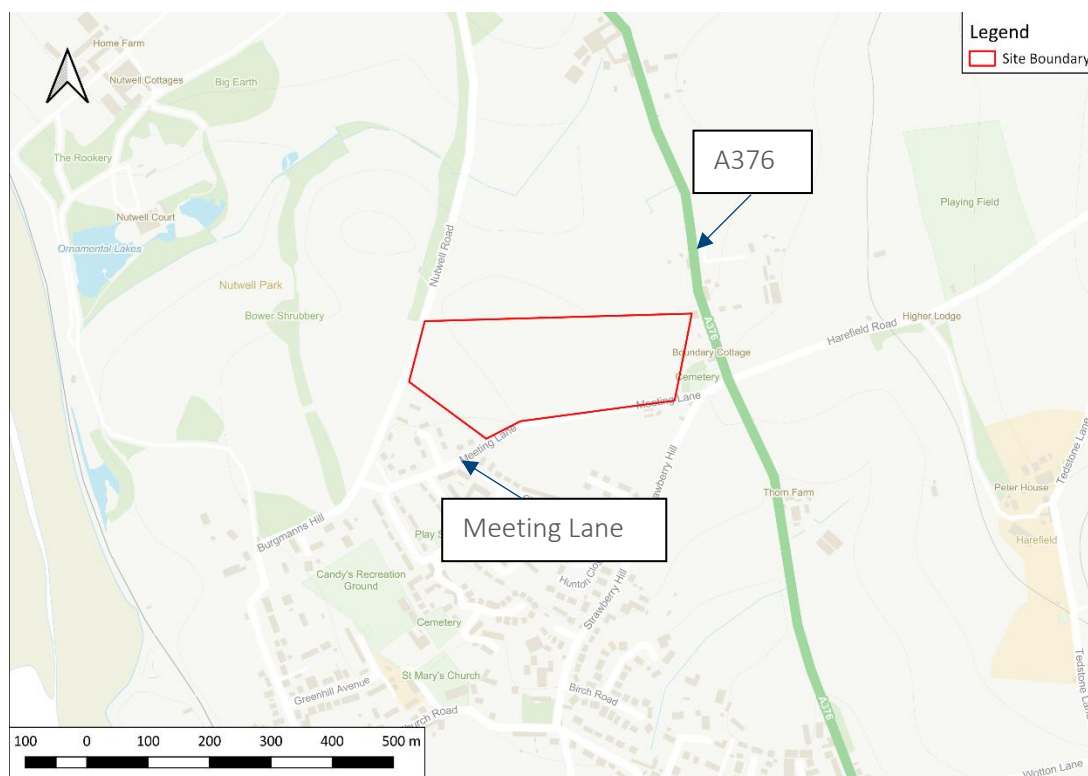 Legend
Site Boundary
Home Farm
Nutwell Cottages
Big Earth
The Rookery
Nutwell Court
Ornamental Lakes
Nutwell Park
Bower Shrubbery
Nutwell Road
A376
Playing Field
Higher Lodge
Harefield Road
A376
Boundary Cottage
Cemetery
Meeting Lane
Meeting Lane
Meeting Lane
Strawberry Hill
Tedstone Lane
Peter House
Harefield
Thorn Farm
Burgmanns Hill
Play
Candy's Recreation
Ground
Hunton
Strawberry Hill
Cemetery
St Mary's Church
Greenhill Avenue
Birch Road
Church Road
Tedstone Lane
A376
Wotton Lane
100 0 100 200 300 400 500 m